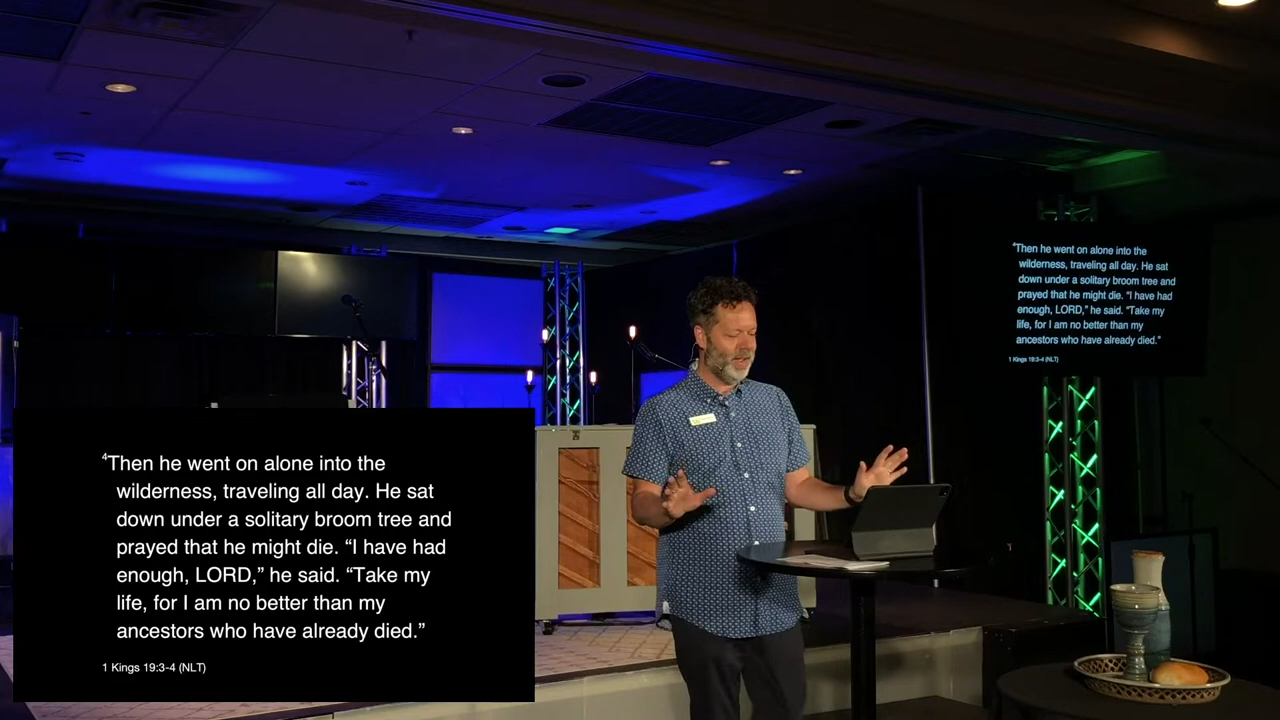 ⁴Then he went on alone into the
wilderness, traveling all day. He sat
down under a solitary broom tree and
prayed that he might die. “I have had
enough, LORD,” he said. “Take my
life, for I am no better than my
ancestors who have already died.”
1 Kings 19:3-4 (NLT)
⁴Then he went on alone into the
wilderness, traveling all day. He sat
down under a solitary broom tree and
prayed that he might die. “I have had
enough, LORD,” he said. “Take my
life, for I am no better than my
ancestors who have already died.”
1 Kings 19:3-4 (NLT)